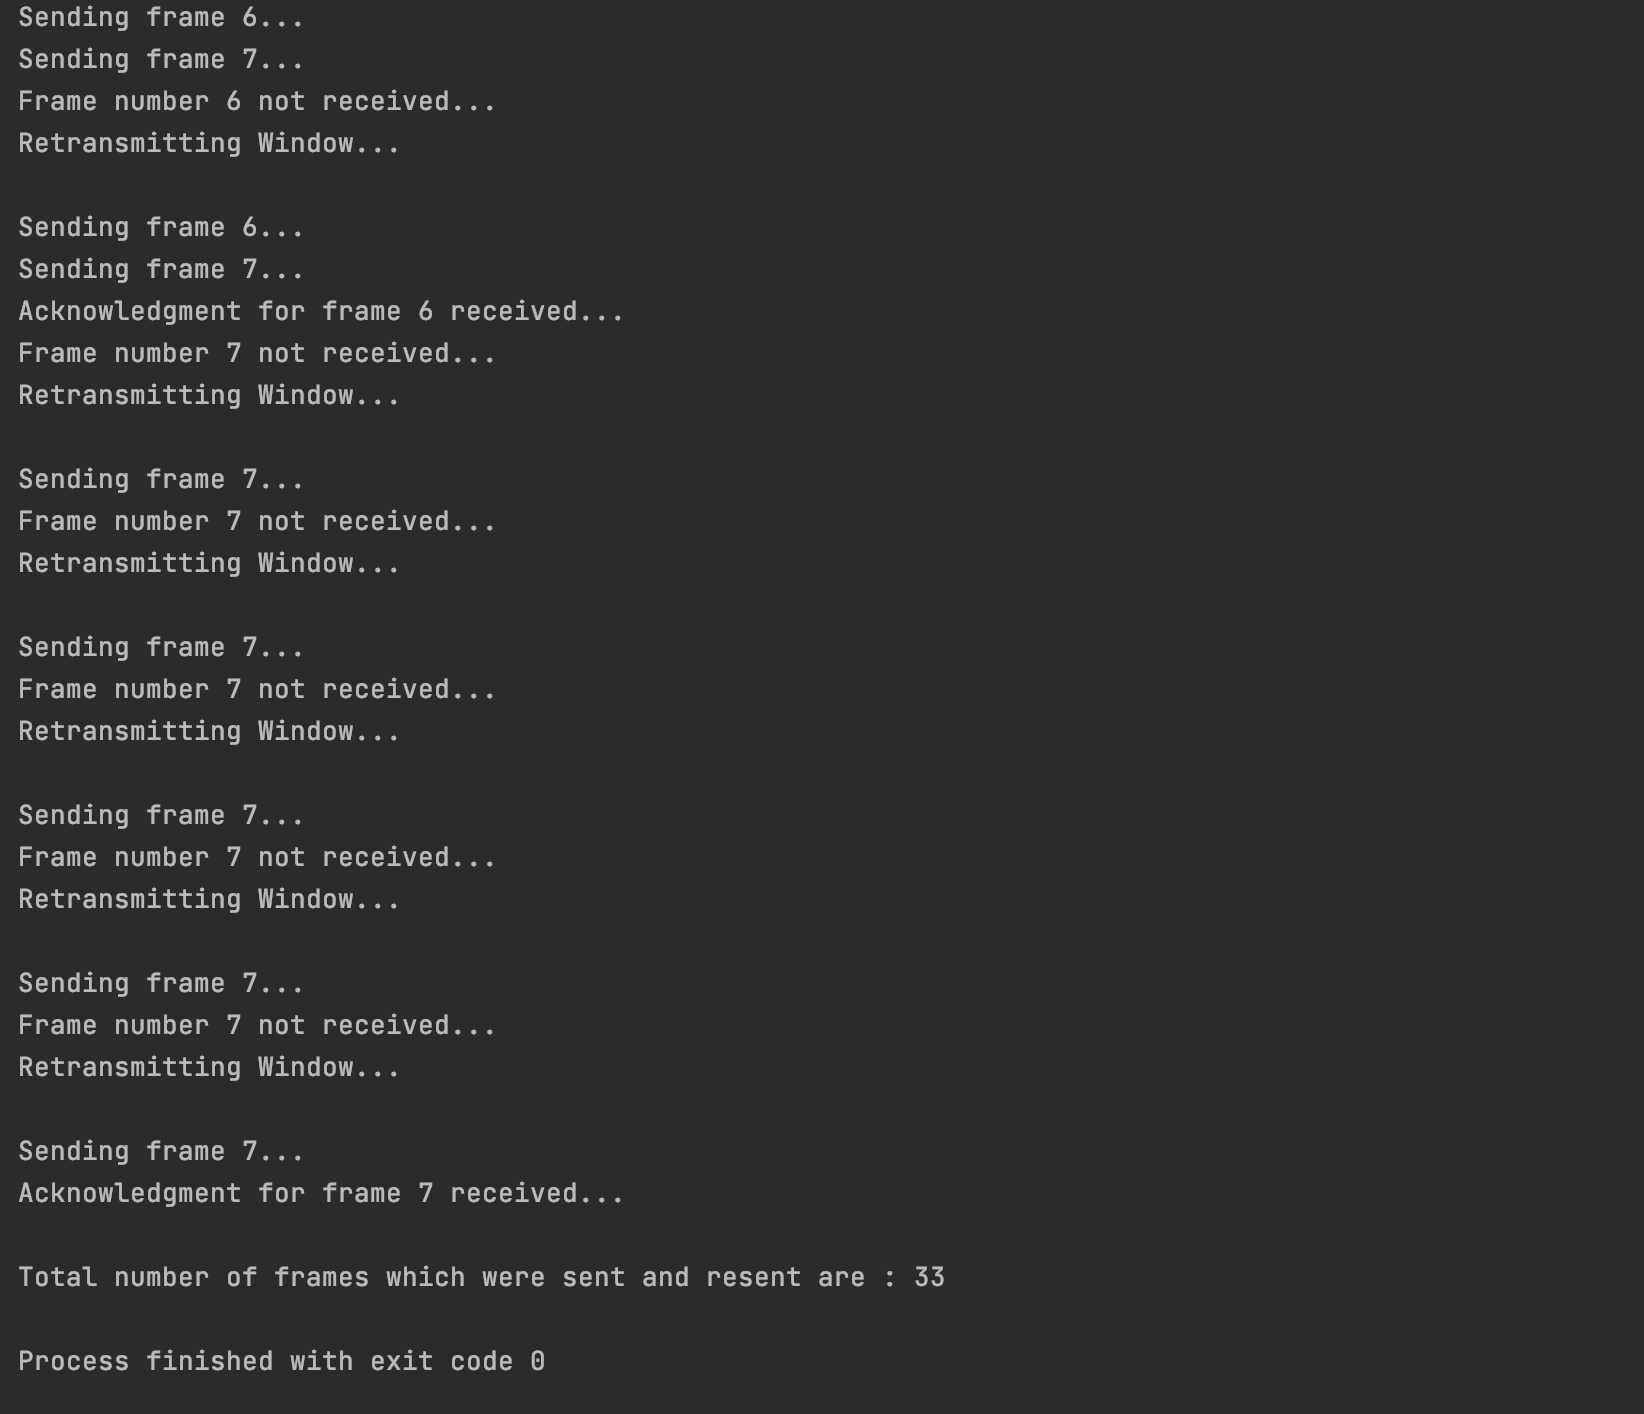 Sending frame 6...
Sending frame 7...
Frame number 6 not received...
Retransmitting Window...
Sending frame 6...
Sending frame 7...
Acknowledgment for frame 6 received...
Frame number 7 not received...
Retransmitting Window...
Sending frame 7...
Frame number 7 not received...
Retransmitting Window...
Sending frame 7...
Frame number 7 not received...
Retransmitting Window...
Sending frame 7...
Frame number 7 not received...
Retransmitting Window...
Sending frame 7...
Frame number 7 not received...
Retransmitting Window...
Sending frame 7...
Acknowledgment for frame 7 received...
Total number of frames which were sent and resent are : 33
Process finished with exit code 0